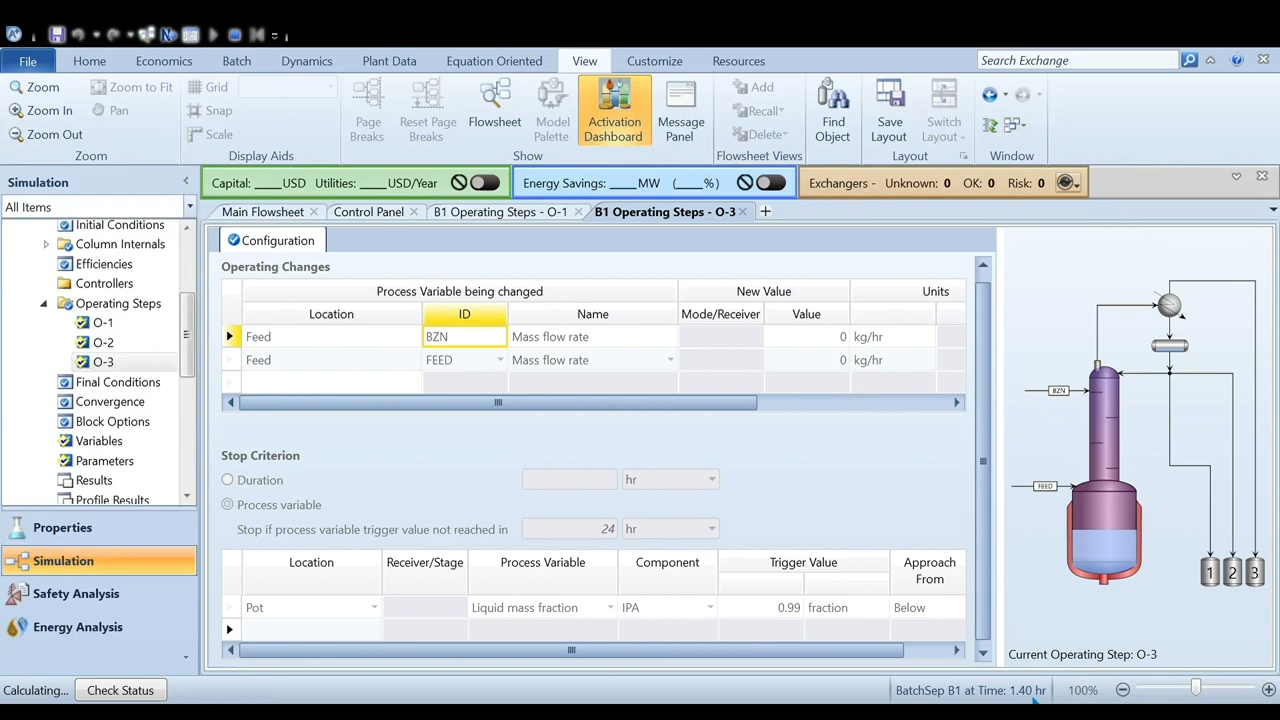 File Home Economics Batch Dynamics Plant Data Equation Oriented View Customize Resources Search Exchange
Zoom Zoom to Fit Grid
Zoom In Pan Snap
Zoom Out Scale
Page Breaks Reset Page Breaks Flowsheet Model Palette Activation Dashboard Message Panel
Add
Recall
Delete
Find Object Save Layout Switch Layout
Zoom Display Aids Show Flowsheet Views Layout Window
Simulation
Capital: ____USD Utilities: ____USD/Year Energy Savings: ____MW (____%) Exchangers - Unknown: 0 OK: 0 Risk: 0
All Items
Main Flowsheet Control Panel B1 Operating Steps - O-1 B1 Operating Steps - O-3
Initial Conditions
Column Internals
Efficiencies
Controllers
Operating Steps
O-1
O-2
O-3
Final Conditions
Convergence
Block Options
Variables
Parameters
Results
Profile Results
Properties
Simulation
Safety Analysis
Energy Analysis
Configuration
Operating Changes
Process Variable being changed New Value Units
Location ID Name Mode/Receiver Value
Feed BZN Mass flow rate 0 kg/hr
Feed FEED Mass flow rate 0 kg/hr
Stop Criterion
Duration hr
Process variable
Stop if process variable trigger value not reached in 24 hr
Location Receiver/Stage Process Variable Component Trigger Value Approach From
Pot Liquid mass fraction IPA 0.99 fraction Below
BZN
FEED
1 2 3
Current Operating Step: O-3
Calculating... Check Status BatchSep B1 at Time: 1.40 hr 100%